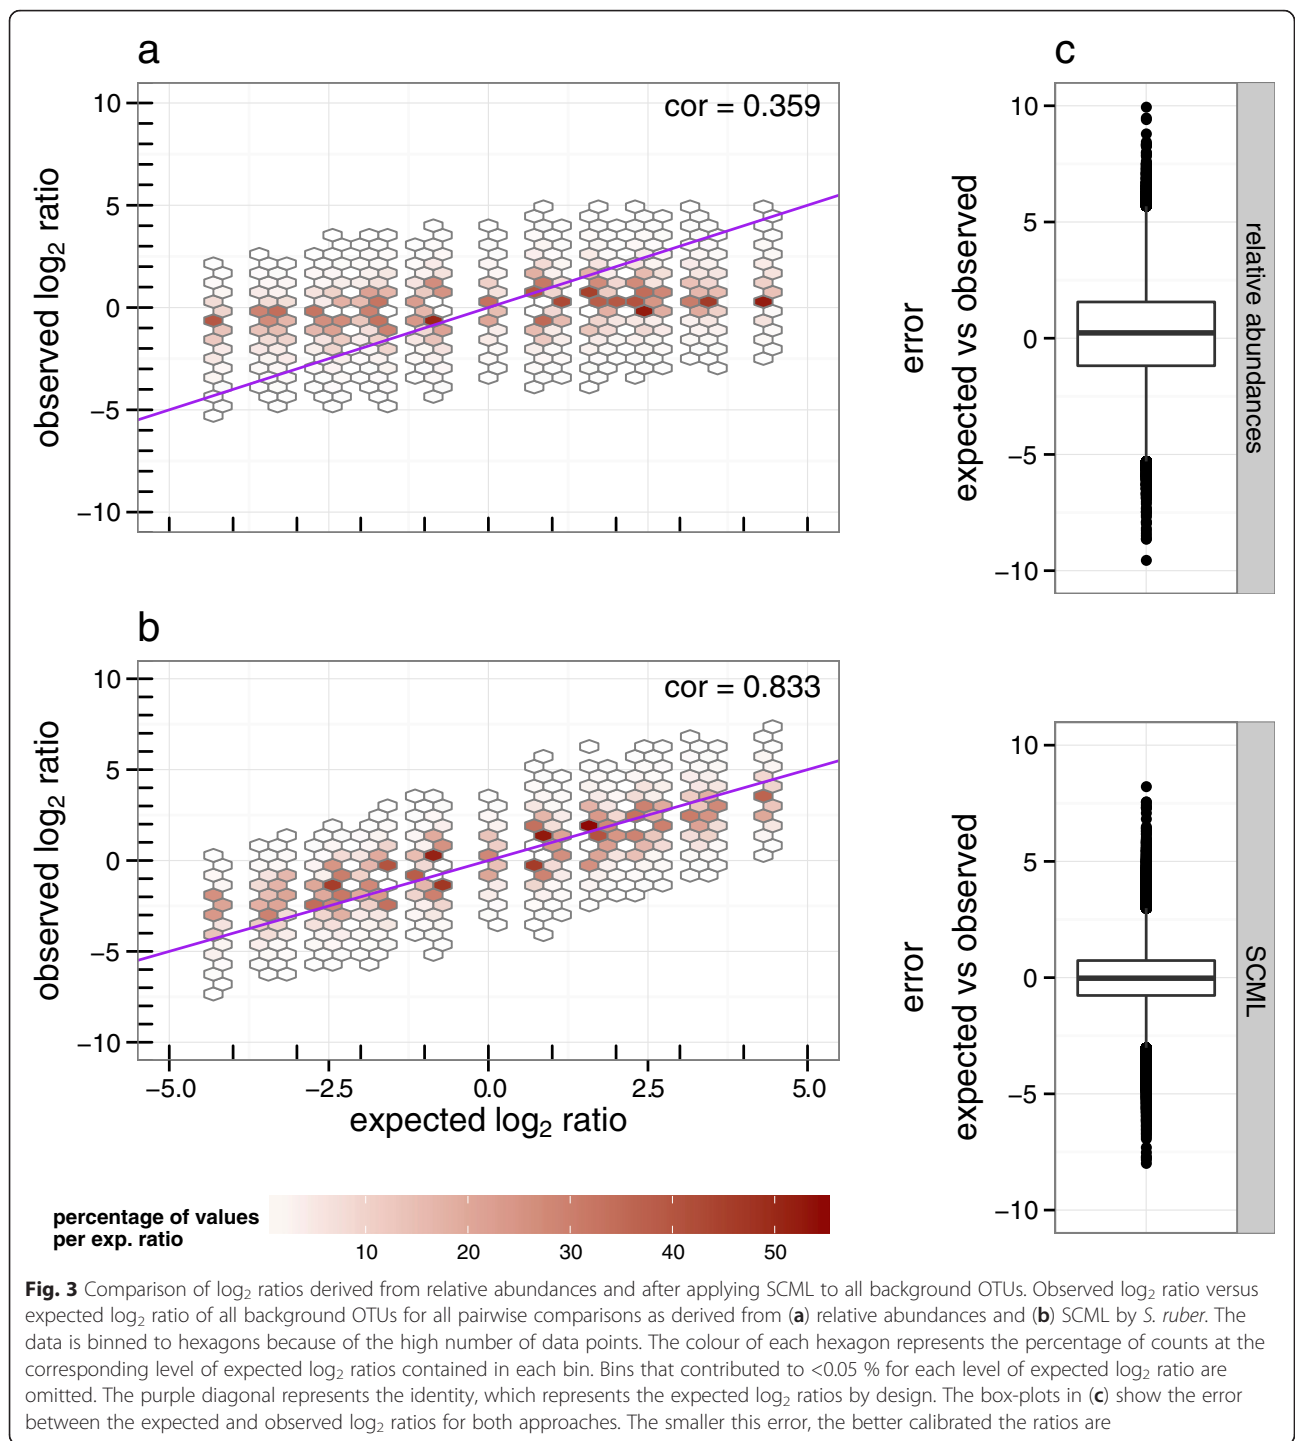 a
c
cor = 0.359
observed log₂ ratio
10
5
0
−5
−10
error
expected vs observed
10
5
0
−5
−10
relative abundances
b
cor = 0.833
observed log₂ ratio
10
5
0
−5
−10
−5.0 −2.5 0.0 2.5 5.0
expected log₂ ratio
error
expected vs observed
10
5
0
−5
−10
SCML
percentage of values
per exp. ratio
10 20 30 40 50
Fig. 3 Comparison of log₂ ratios derived from relative abundances and after applying SCML to all background OTUs. Observed log₂ ratio versus
expected log₂ ratio of all background OTUs for all pairwise comparisons as derived from (a) relative abundances and (b) SCML by S. ruber. The
data is binned to hexagons because of the high number of data points. The colour of each hexagon represents the percentage of counts at the
corresponding level of expected log₂ ratios contained in each bin. Bins that contributed to <0.05 % for each level of expected log₂ ratio are
omitted. The purple diagonal represents the identity, which represents the expected log₂ ratios by design. The box-plots in (c) show the error
between the expected and observed log₂ ratios for both approaches. The smaller this error, the better calibrated the ratios are